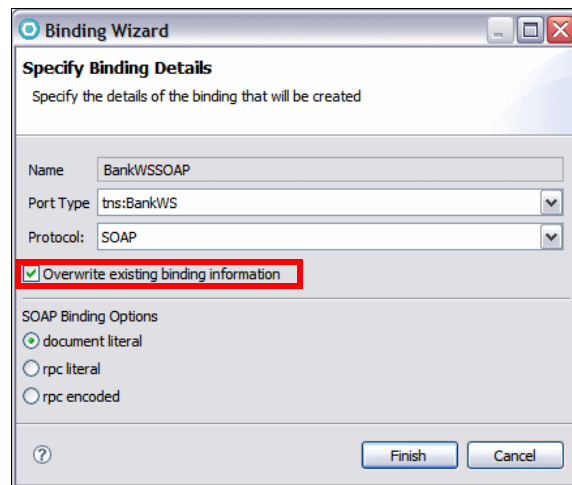 Binding Wizard
Specify Binding Details
Specify the details of the binding that will be created
Name BankWSSOAP
Port Type tns:BankWS
Protocol: SOAP
Overwrite existing binding information
SOAP Binding Options
document literal
rpc literal
rpc encoded
? Finish Cancel